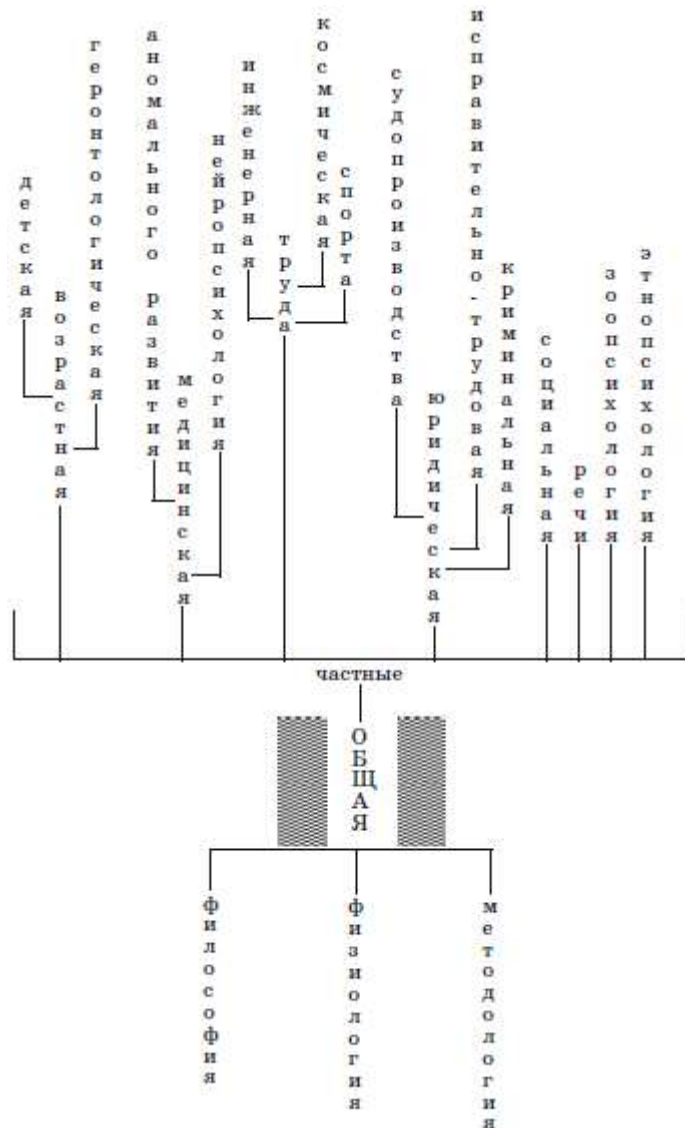 детская
возрастная
геронтологическая
аномального развития
медицинская
нейропсихология
инженерная
труда
космическая
спорта
судопроизводства
юридическая
исправительно-трудовая
криминальная
социальная
речи
зоопсихология
этнопсихология
частные
ОБЩАЯ
философия
физиология
методология